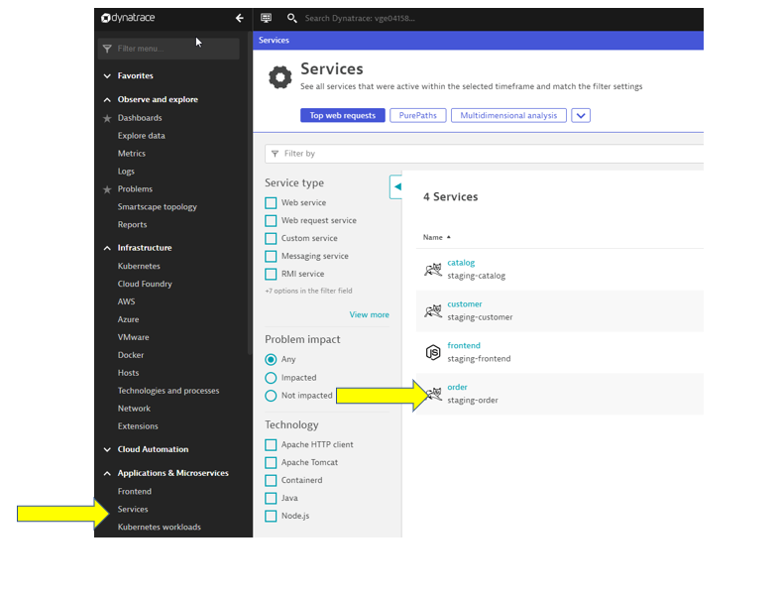 dynatrace
Search Dynatrace: vge04158...
Filter menu...
Favorites
Observe and explore
Dashboards
Explore data
Metrics
Logs
Problems
Smartscape topology
Reports
Infrastructure
Kubernetes
Cloud Foundry
AWS
Azure
VMware
Docker
Hosts
Technologies and processes
Network
Extensions
Cloud Automation
Applications & Microservices
Frontend
Services
Kubernetes workloads
Services
Services
See all services that were active within the selected timeframe and match the filter settings
Top web requests
PurePaths
Multidimensional analysis
Filter by
Service type
Web service
Web request service
Custom service
Messaging service
RMI service
+7 options in the filter field
View more
Problem impact
Any
Impacted
Not impacted
Technology
Apache HTTP client
Apache Tomcat
Containerd
Java
Node.js
4 Services
Name
catalog
staging-catalog
customer
staging-customer
frontend
staging-frontend
order
staging-order